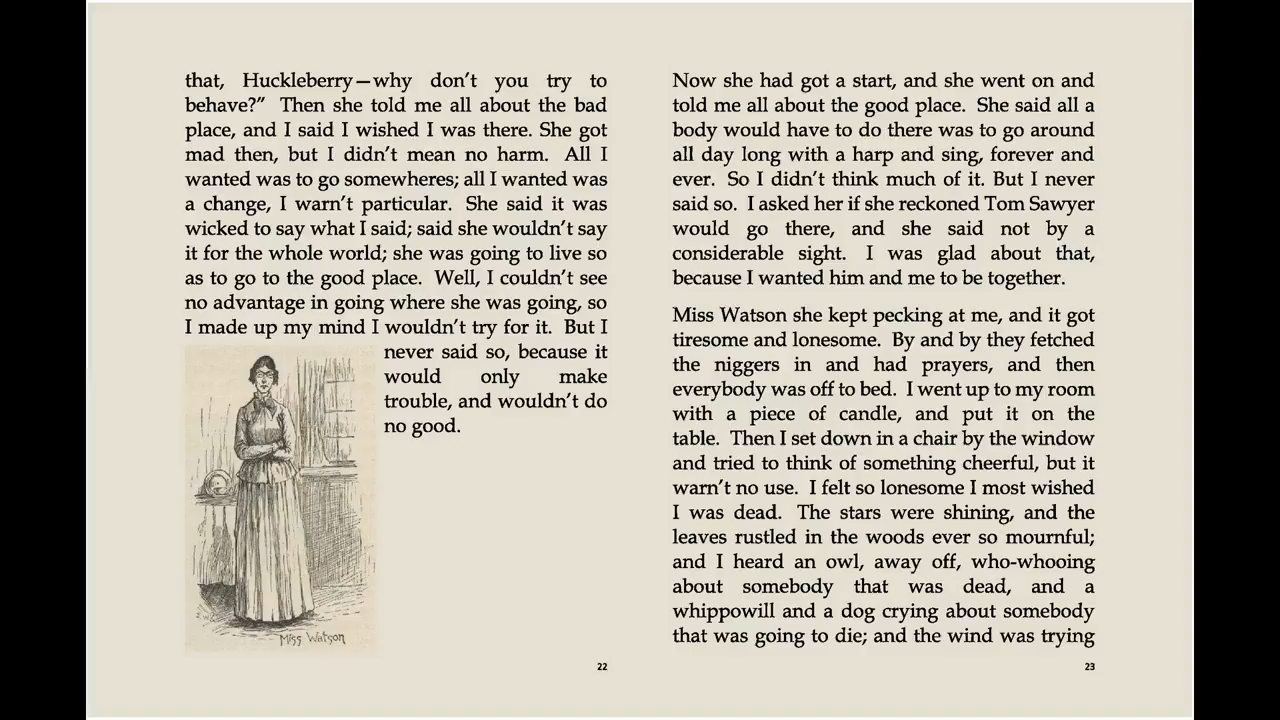 that, Huckleberry—why don't you try to
behave?" Then she told me all about the bad
place, and I said I wished I was there. She got
mad then, but I didn't mean no harm. All I
wanted was to go somewheres; all I wanted was
a change, I warn't particular. She said it was
wicked to say what I said; said she wouldn't say
it for the whole world; she was going to live so
as to go to the good place. Well, I couldn't see
no advantage in going where she was going, so
I made up my mind I wouldn't try for it. But I
never said so, because it
would only make
trouble, and wouldn't do
no good.
Miss Watson
22
Now she had got a start, and she went on and
told me all about the good place. She said all a
body would have to do there was to go around
all day long with a harp and sing, forever and
ever. So I didn't think much of it. But I never
said so. I asked her if she reckoned Tom Sawyer
would go there, and she said not by a
considerable sight. I was glad about that,
because I wanted him and me to be together.
Miss Watson she kept pecking at me, and it got
tiresome and lonesome. By and by they fetched
the niggers in and had prayers, and then
everybody was off to bed. I went up to my room
with a piece of candle, and put it on the
table. Then I set down in a chair by the window
and tried to think of something cheerful, but it
warn't no use. I felt so lonesome I most wished
I was dead. The stars were shining, and the
leaves rustled in the woods ever so mournful;
and I heard an owl, away off, who-whooing
about somebody that was dead, and a
whippowill and a dog crying about somebody
that was going to die; and the wind was trying
23